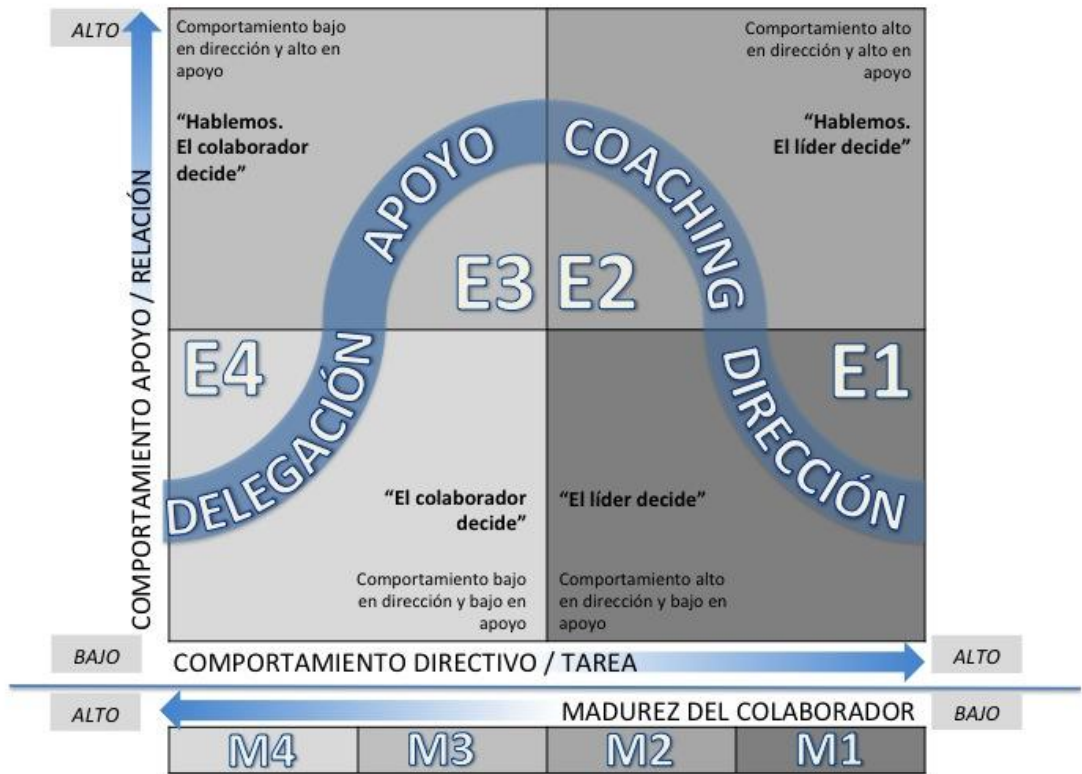 ALTO
COMPORTAMIENTO APOYO / RELACIÓN
Comportamiento bajo
en dirección y alto en
apoyo
“Hablemos.
El colaborador
decide”
Comportamiento alto
en dirección y alto en
apoyo
“Hablemos.
El líder decide”
APOYO
COACHING
E3
E2
E4
E1
DELEGACIÓN
DIRECCIÓN
“El colaborador
decide”
“El líder decide”
Comportamiento bajo
en dirección y bajo en
apoyo
Comportamiento alto
en dirección y bajo en
apoyo
BAJO
COMPORTAMIENTO DIRECTIVO / TAREA
ALTO
ALTO
MADUREZ DEL COLABORADOR
BAJO
M4
M3
M2
M1